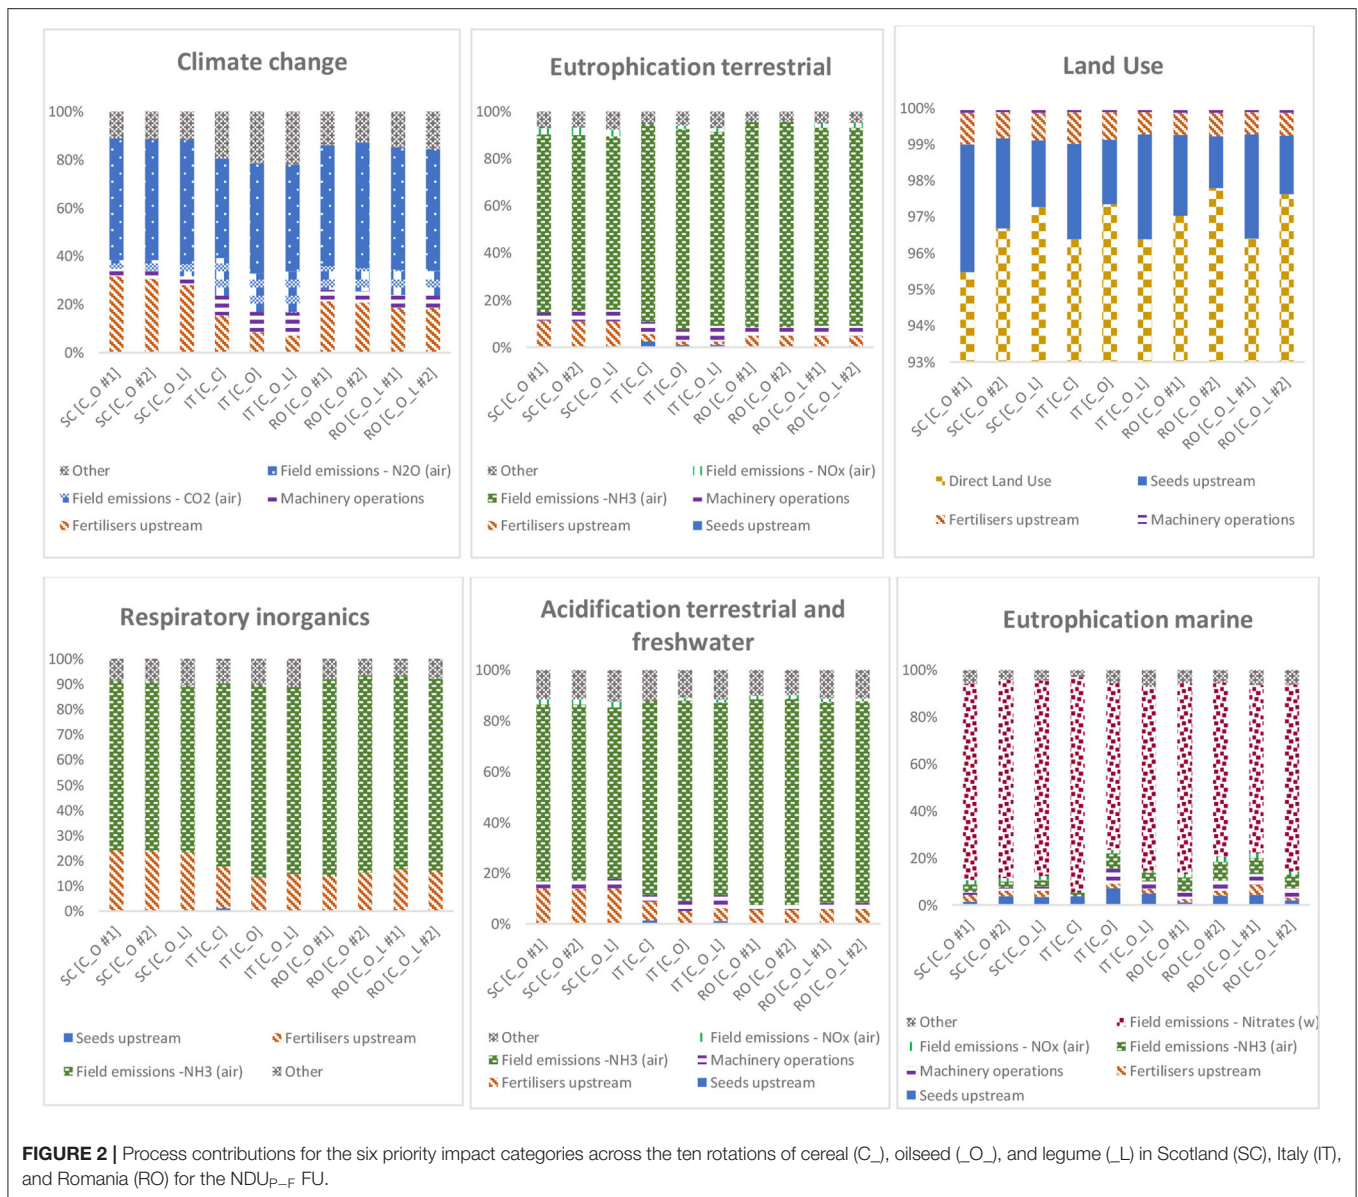 Climate change
100%
80%
60%
40%
20%
0%
SC [C_O #1]
SC [C_O #2]
SC [C_O_L]
IT [C_C]
IT [C_O]
IT [C_O_L]
RO [C_O #1]
RO [C_O #2]
RO [C_O_L #1]
RO [C_O_L #2]
Other
Field emissions - N2O (air)
Field emissions - CO2 (air)
Machinery operations
Fertilisers upstream
Eutrophication terrestrial
100%
80%
60%
40%
20%
0%
SC [C_O #1]
SC [C_O #2]
SC [C_O_L]
IT [C_C]
IT [C_O]
IT [C_O_L]
RO [C_O #1]
RO [C_O #2]
RO [C_O_L #1]
RO [C_O_L #2]
Other
Field emissions - NOx (air)
Field emissions -NH3 (air)
Machinery operations
Fertilisers upstream
Seeds upstream
Land Use
100%
99%
98%
97%
96%
95%
94%
93%
SC [C_O #1]
SC [C_O #2]
SC [C_O_L]
IT [C_C]
IT [C_O]
IT [C_O_L]
RO [C_O #1]
RO [C_O #2]
RO [C_O_L #1]
RO [C_O_L #2]
Direct Land Use
Seeds upstream
Fertilisers upstream
Machinery operations
Respiratory inorganics
100%
90%
80%
70%
60%
50%
40%
30%
20%
10%
0%
SC [C_O #1]
SC [C_O #2]
SC [C_O_L]
IT [C_C]
IT [C_O]
IT [C_O_L]
RO [C_O #1]
RO [C_O #2]
RO [C_O_L #1]
RO [C_O_L #2]
Seeds upstream
Fertilisers upstream
Field emissions -NH3 (air)
Other
Acidification terrestrial and
freshwater
100%
80%
60%
40%
20%
0%
SC [C_O #1]
SC [C_O #2]
SC [C_O_L]
IT [C_C]
IT [C_O]
IT [C_O_L]
RO [C_O #1]
RO [C_O #2]
RO [C_O_L #1]
RO [C_O_L #2]
Other
Field emissions - NOx (air)
Field emissions -NH3 (air)
Machinery operations
Fertilisers upstream
Seeds upstream
Eutrophication marine
100%
80%
60%
40%
20%
0%
SC [C_O #1]
SC [C_O #2]
SC [C_O_L]
IT [C_C]
IT [C_O]
IT [C_O_L]
RO [C_O #1]
RO [C_O #2]
RO [C_O_L #1]
RO [C_O_L #2]
Other
Field emissions - Nitrates (w)
Field emissions - NOx (air)
Field emissions -NH3 (air)
Machinery operations
Fertilisers upstream
Seeds upstream
FIGURE 2 | Process contributions for the six priority impact categories across the ten rotations of cereal (C_), oilseed (_O_), and legume (_L) in Scotland (SC), Italy (IT),
and Romania (RO) for the NDUP–F FU.